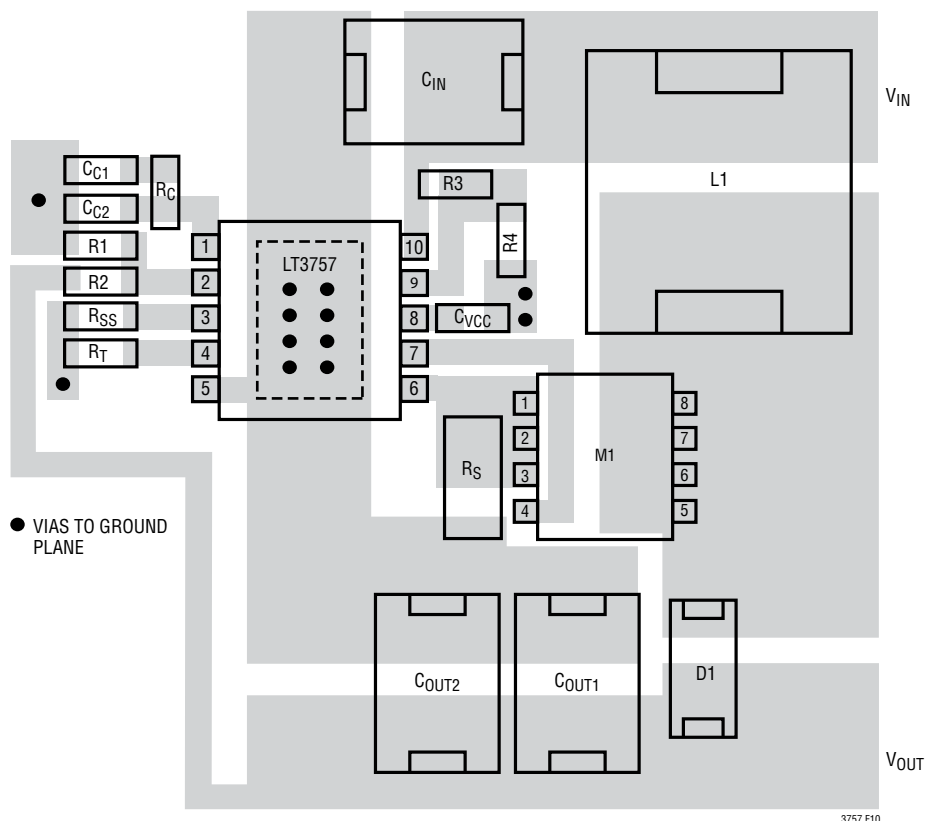 CIN
VIN
L1
CC1
RC
R3
CC2
R4
R1
1
10
LT3757
R2
2
9
RSS
3
8
CVCC
RT
4
7
5
6
1
8
2
7
RS
M1
3
6
4
5
VIAS TO GROUND
PLANE
COUT2
COUT1
D1
VOUT
3757 F10